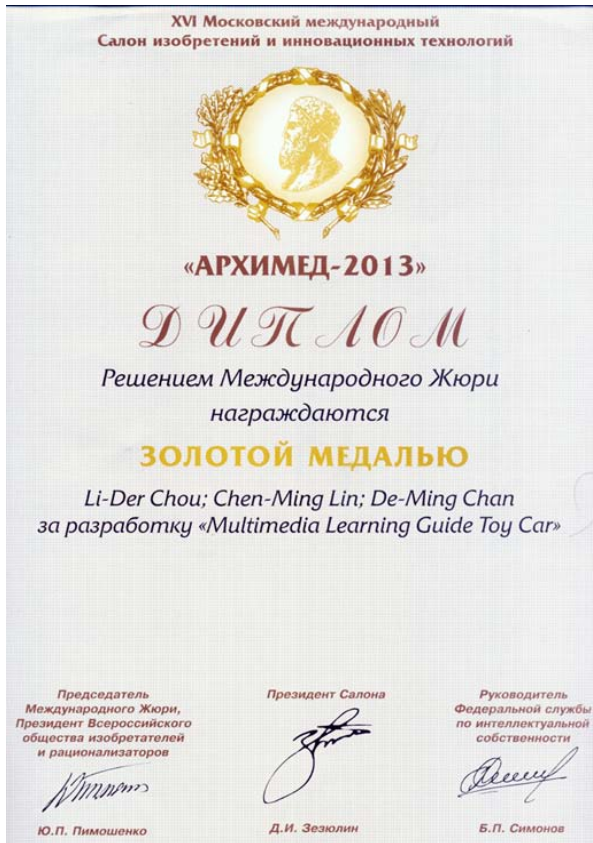 XVI Московский международный
Салон изобретений и инновационных технологий
«АРХИМЕД-2013»
ДИПЛОМ
Решением Международного Жюри
награждаются
ЗОЛОТОЙ МЕДАЛЬЮ
Li-Der Chou; Chen-Ming Lin; De-Ming Chan
за разработку «Multimedia Learning Guide Toy Car»
Председатель
Международного Жюри,
Президент Всероссийского
общества изобретателей
и рационализаторов
Ю.П. Пимошенко
Президент Салона
Д.И. Зезюлин
Руководитель
Федеральной службы
по интеллектуальной
собственности
Б.П. Симонов